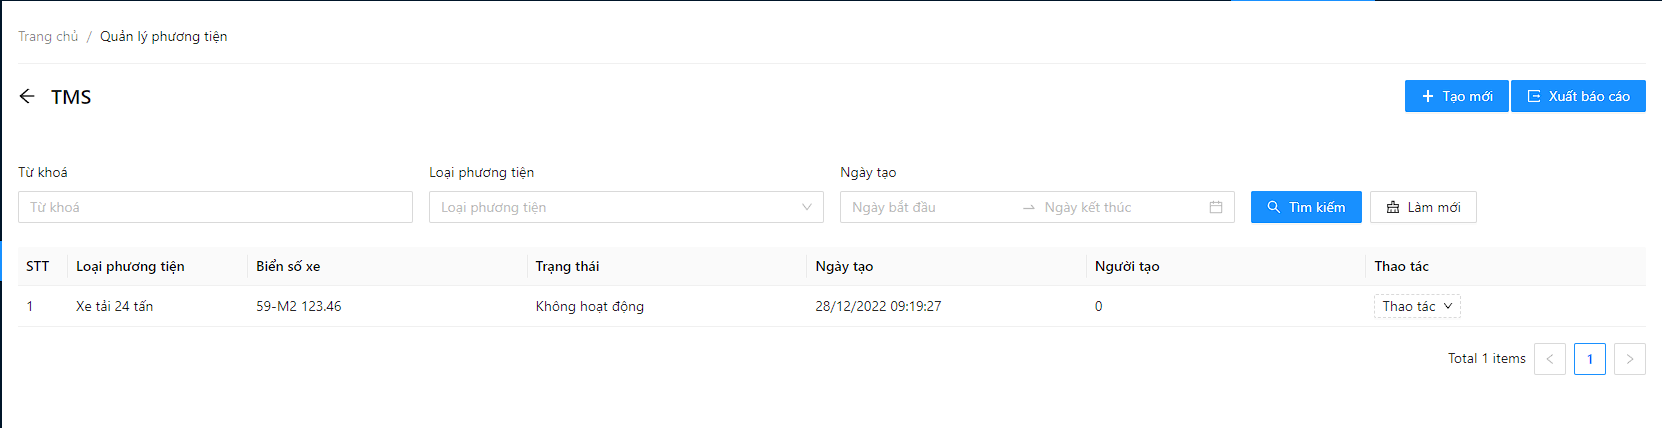 Trang chủ / Quản lý phương tiện
TMS
Tạo mới Xuất báo cáo
Từ khoá Loại phương tiện Ngày tạo
Từ khoá Loại phương tiện Ngày bắt đầu Ngày kết thúc Tìm kiếm Làm mới
STT Loại phương tiện Biển số xe Trạng thái Ngày tạo Người tạo Thao tác
1 Xe tải 24 tấn 59-M2 123.46 Không hoạt động 28/12/2022 09:19:27 0 Thao tác
Total 1 items < 1 >